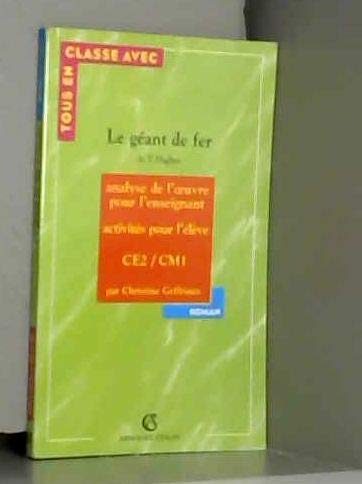 TOUS EN
CLASSE AVEC
Le géant de fer
de T. Hughes
analyse de l'œuvre
pour l'enseignant
activités pour l'élève
CE2 / CM1
par Christine
ROMAN
ARMAND COLIN